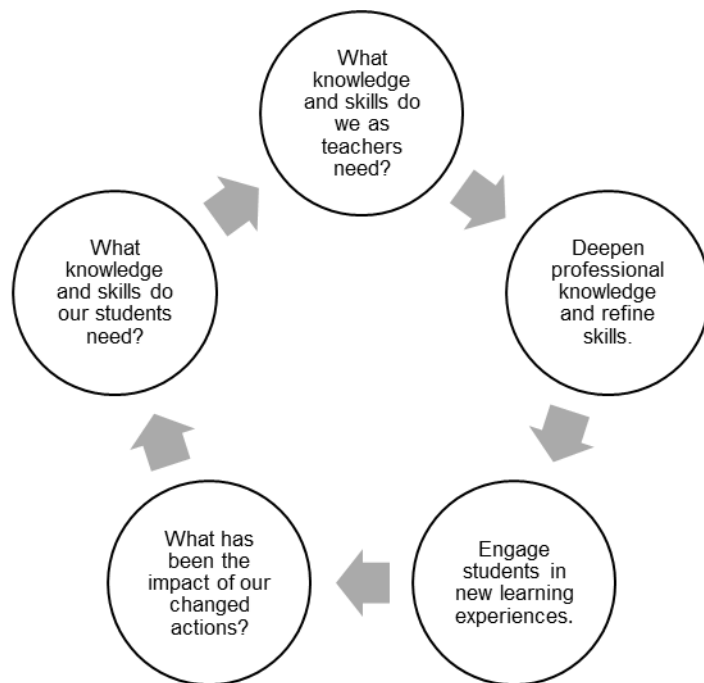 What
knowledge
and skills do
we as
teachers
need?
Deepen
professional
knowledge
and refine
skills.
Engage
students in
new learning
experiences.
What has
been the
impact of our
changed
actions?
What
knowledge
and skills do
our students
need?